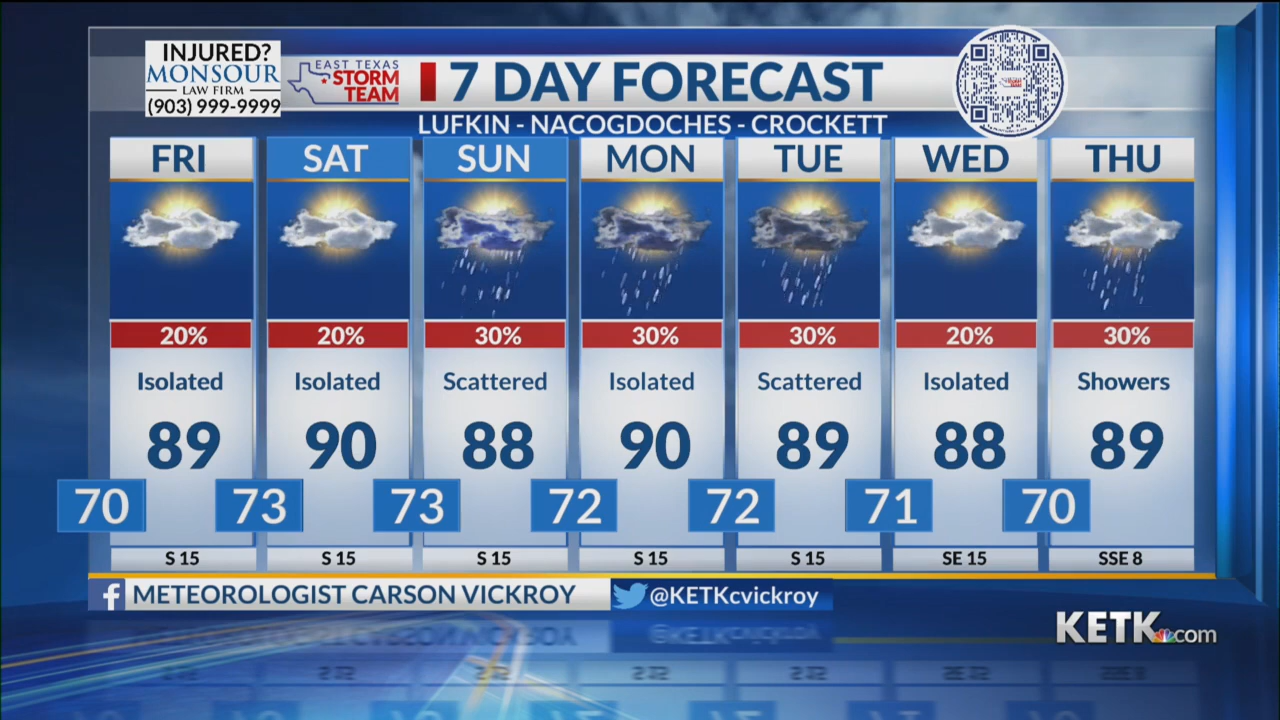 INJURED?
MONSOUR
LAW FIRM
(903) 999-9999
EAST TEXAS
STORM
TEAM
7 DAY FORECAST
LUFKIN - NACOGDOCHES - CROCKETT
FRI SAT SUN MON TUE WED THU
20% 20% 30% 30% 30% 20% 30%
Isolated Isolated Scattered Isolated Scattered Isolated Showers
89 90 88 90 89 88 89
70 73 73 72 72 71 70
S 15 S 15 S 15 S 15 S 15 SE 15 SSE 8
f METEOROLOGIST CARSON VICKROY @KETKcvickroy
KETK.com